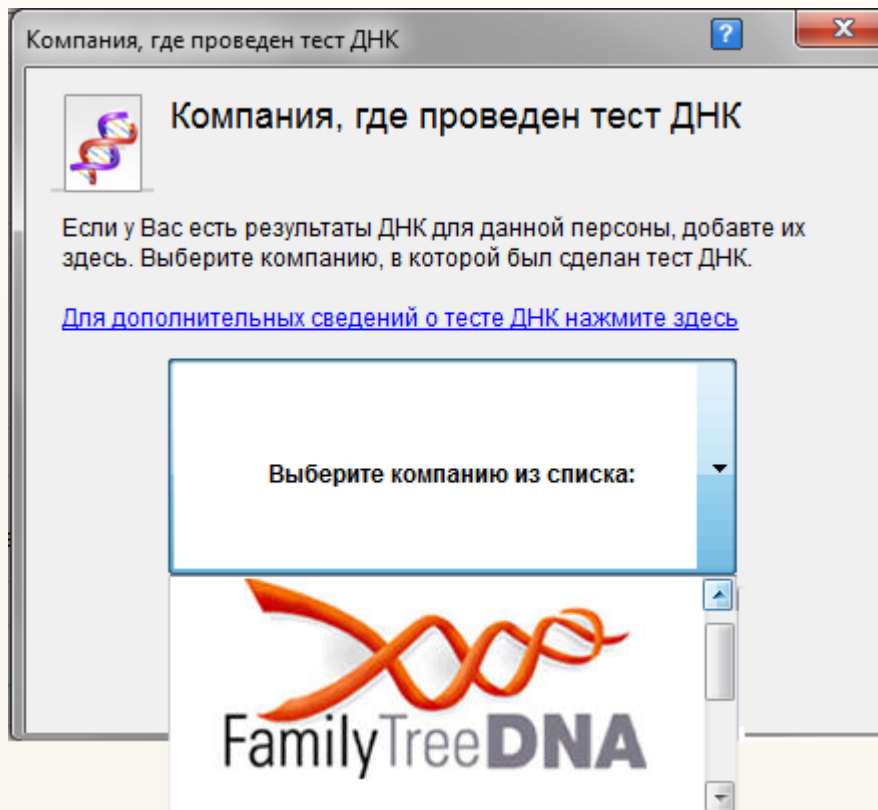 Компания, где проведен тест ДНК
?
Компания, где проведен тест ДНК
Если у Вас есть результаты ДНК для данной персоны, добавте их
здесь. Выберите компанию, в которой был сделан тест ДНК.
Для дополнительных сведений о тесте ДНК нажмите здесь
Выберите компанию из списка:
FamilyTreeDNA